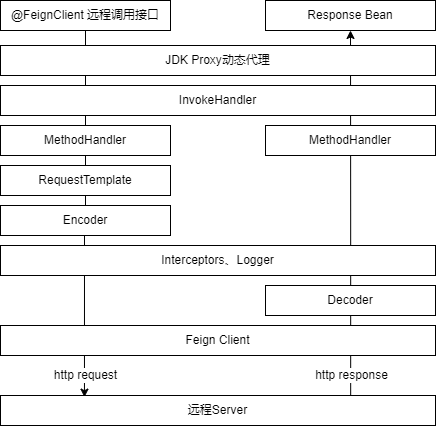 @FeignClient 远程调用接口
Response Bean
JDK Proxy动态代理
InvokeHandler
MethodHandler
MethodHandler
RequestTemplate
Encoder
Interceptors、Logger
Decoder
Feign Client
http request
http response
远程Server